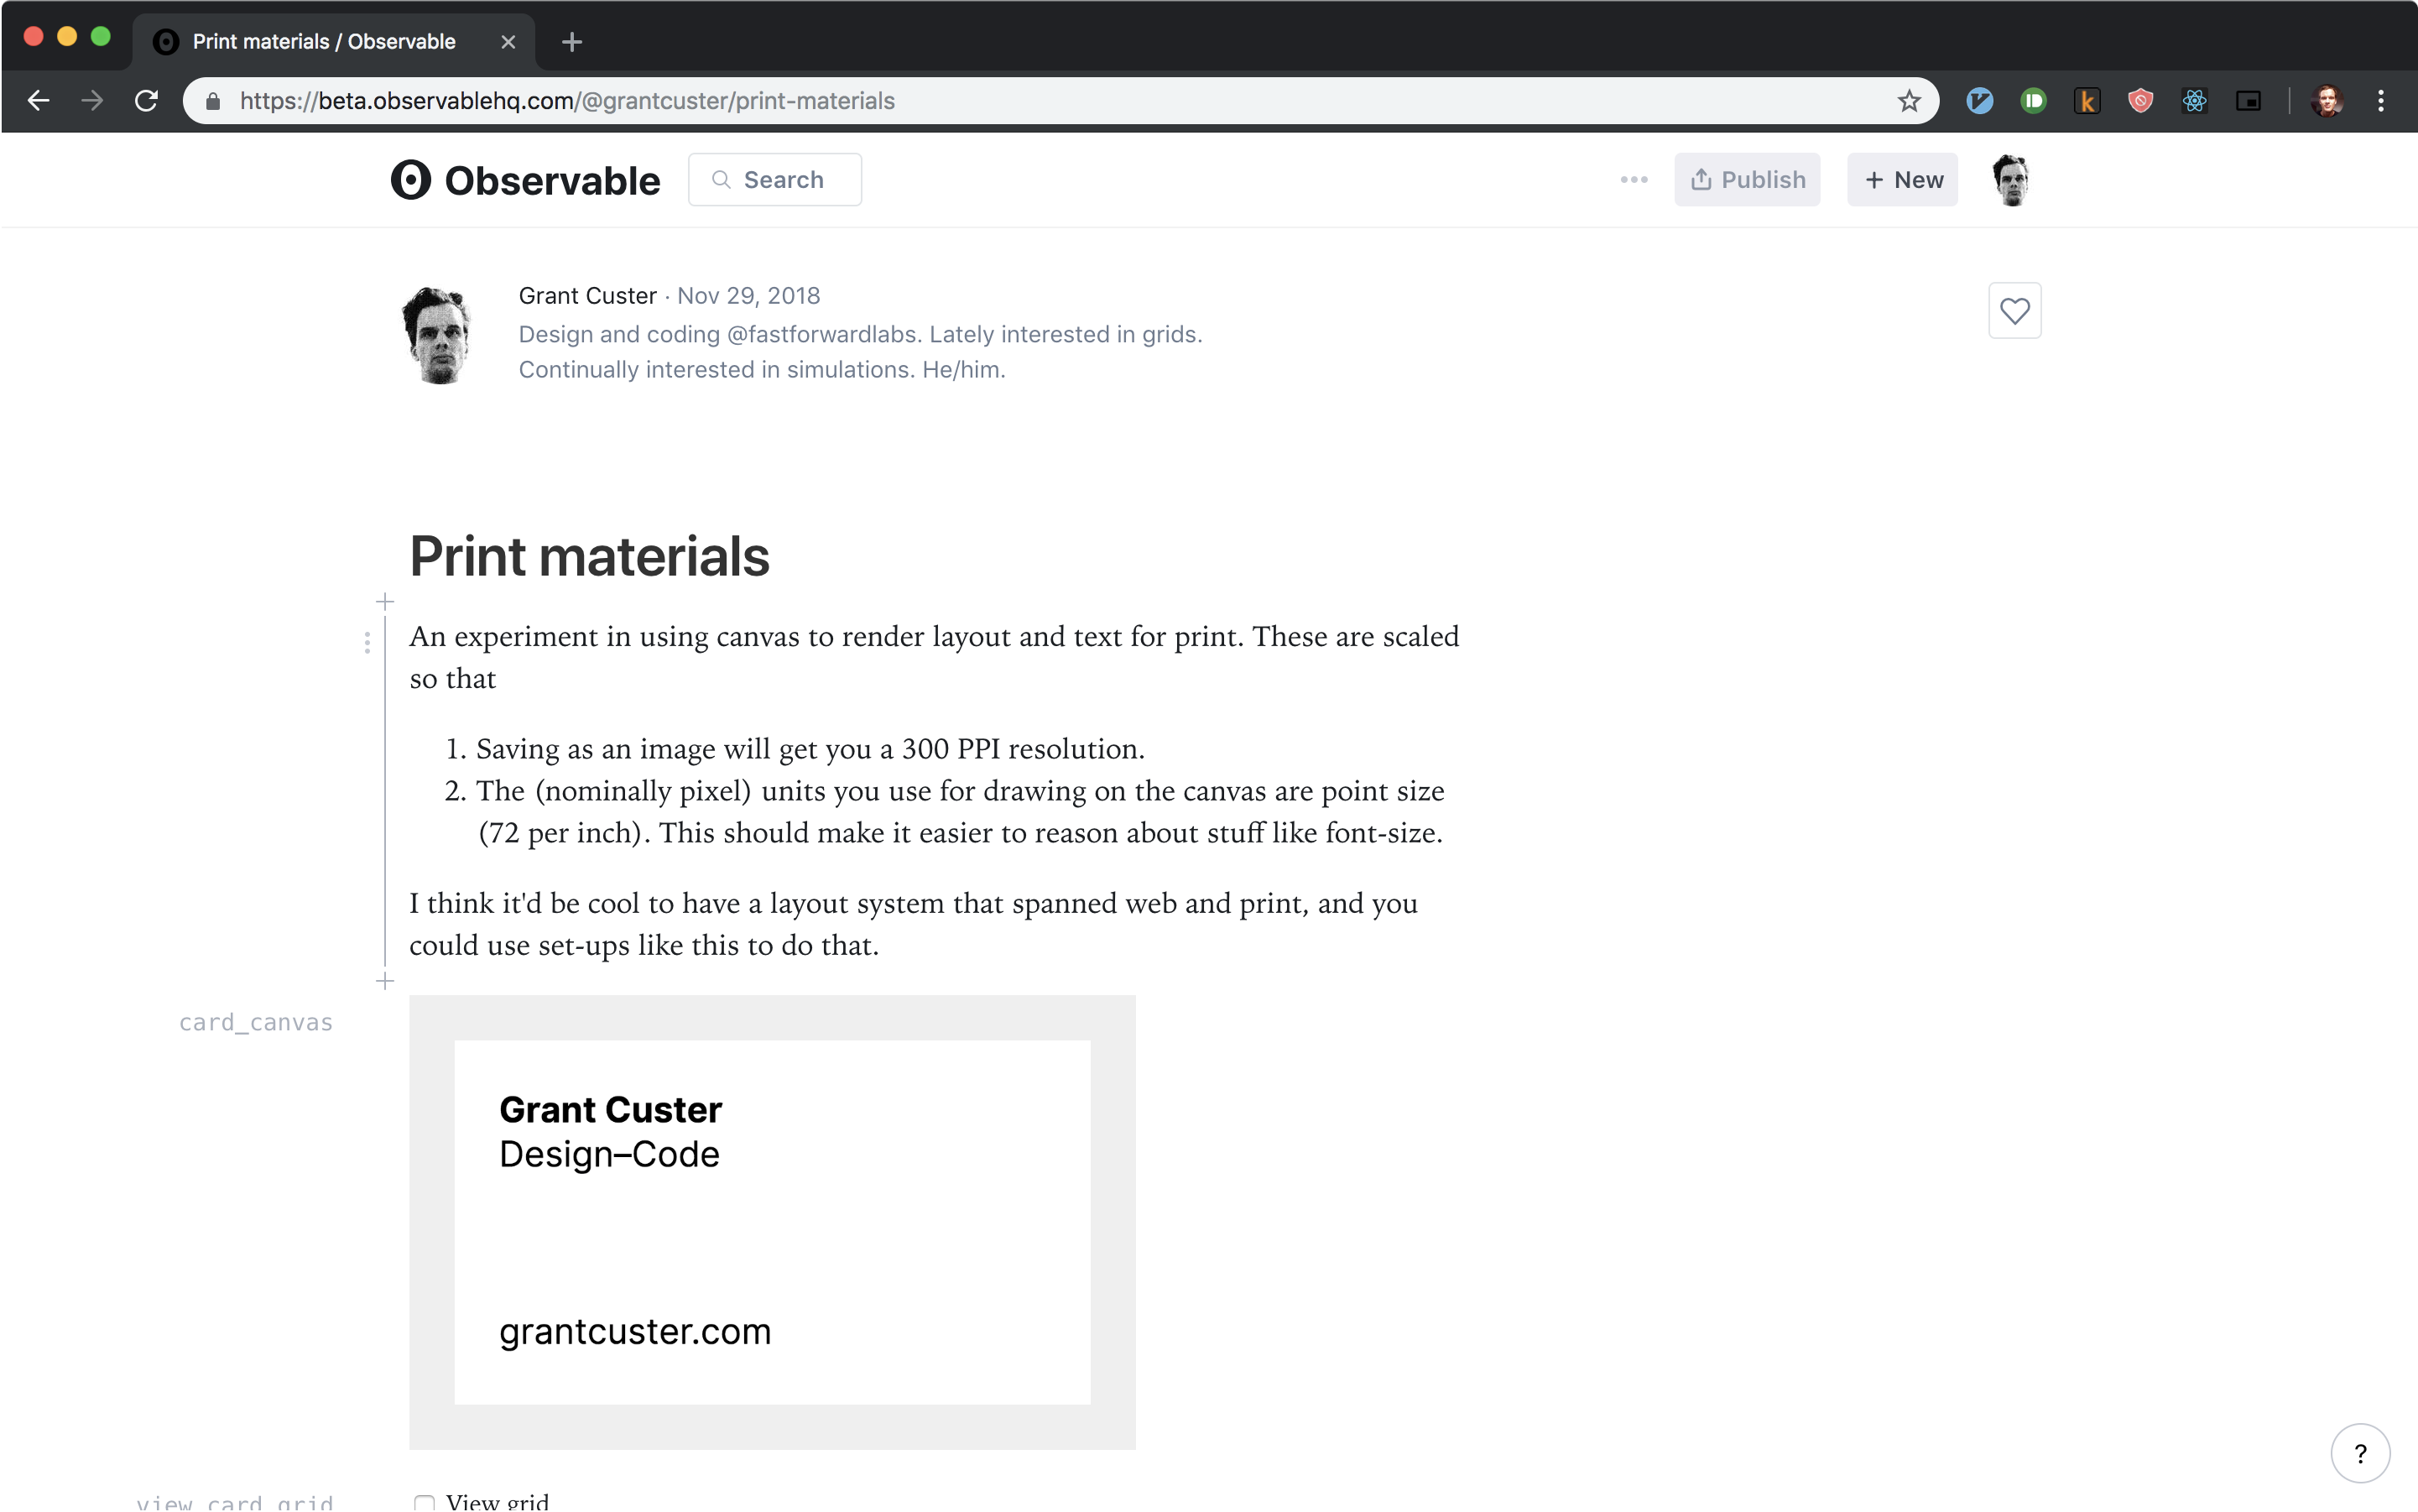 Print materials / Observable
https://beta.observablehq.com/@grantcuster/print-materials
Observable
Search
Publish
+ New
Grant Custer · Nov 29, 2018
Design and coding @fastforwardlabs. Lately interested in grids.
Continually interested in simulations. He/him.
Print materials
An experiment in using canvas to render layout and text for print. These are scaled
so that
1. Saving as an image will get you a 300 PPI resolution.
2. The (nominally pixel) units you use for drawing on the canvas are point size
(72 per inch). This should make it easier to reason about stuff like font-size.
I think it'd be cool to have a layout system that spanned web and print, and you
could use set-ups like this to do that.
card_canvas
Grant Custer
Design–Code
grantcuster.com
?
view_card_grid
View grid